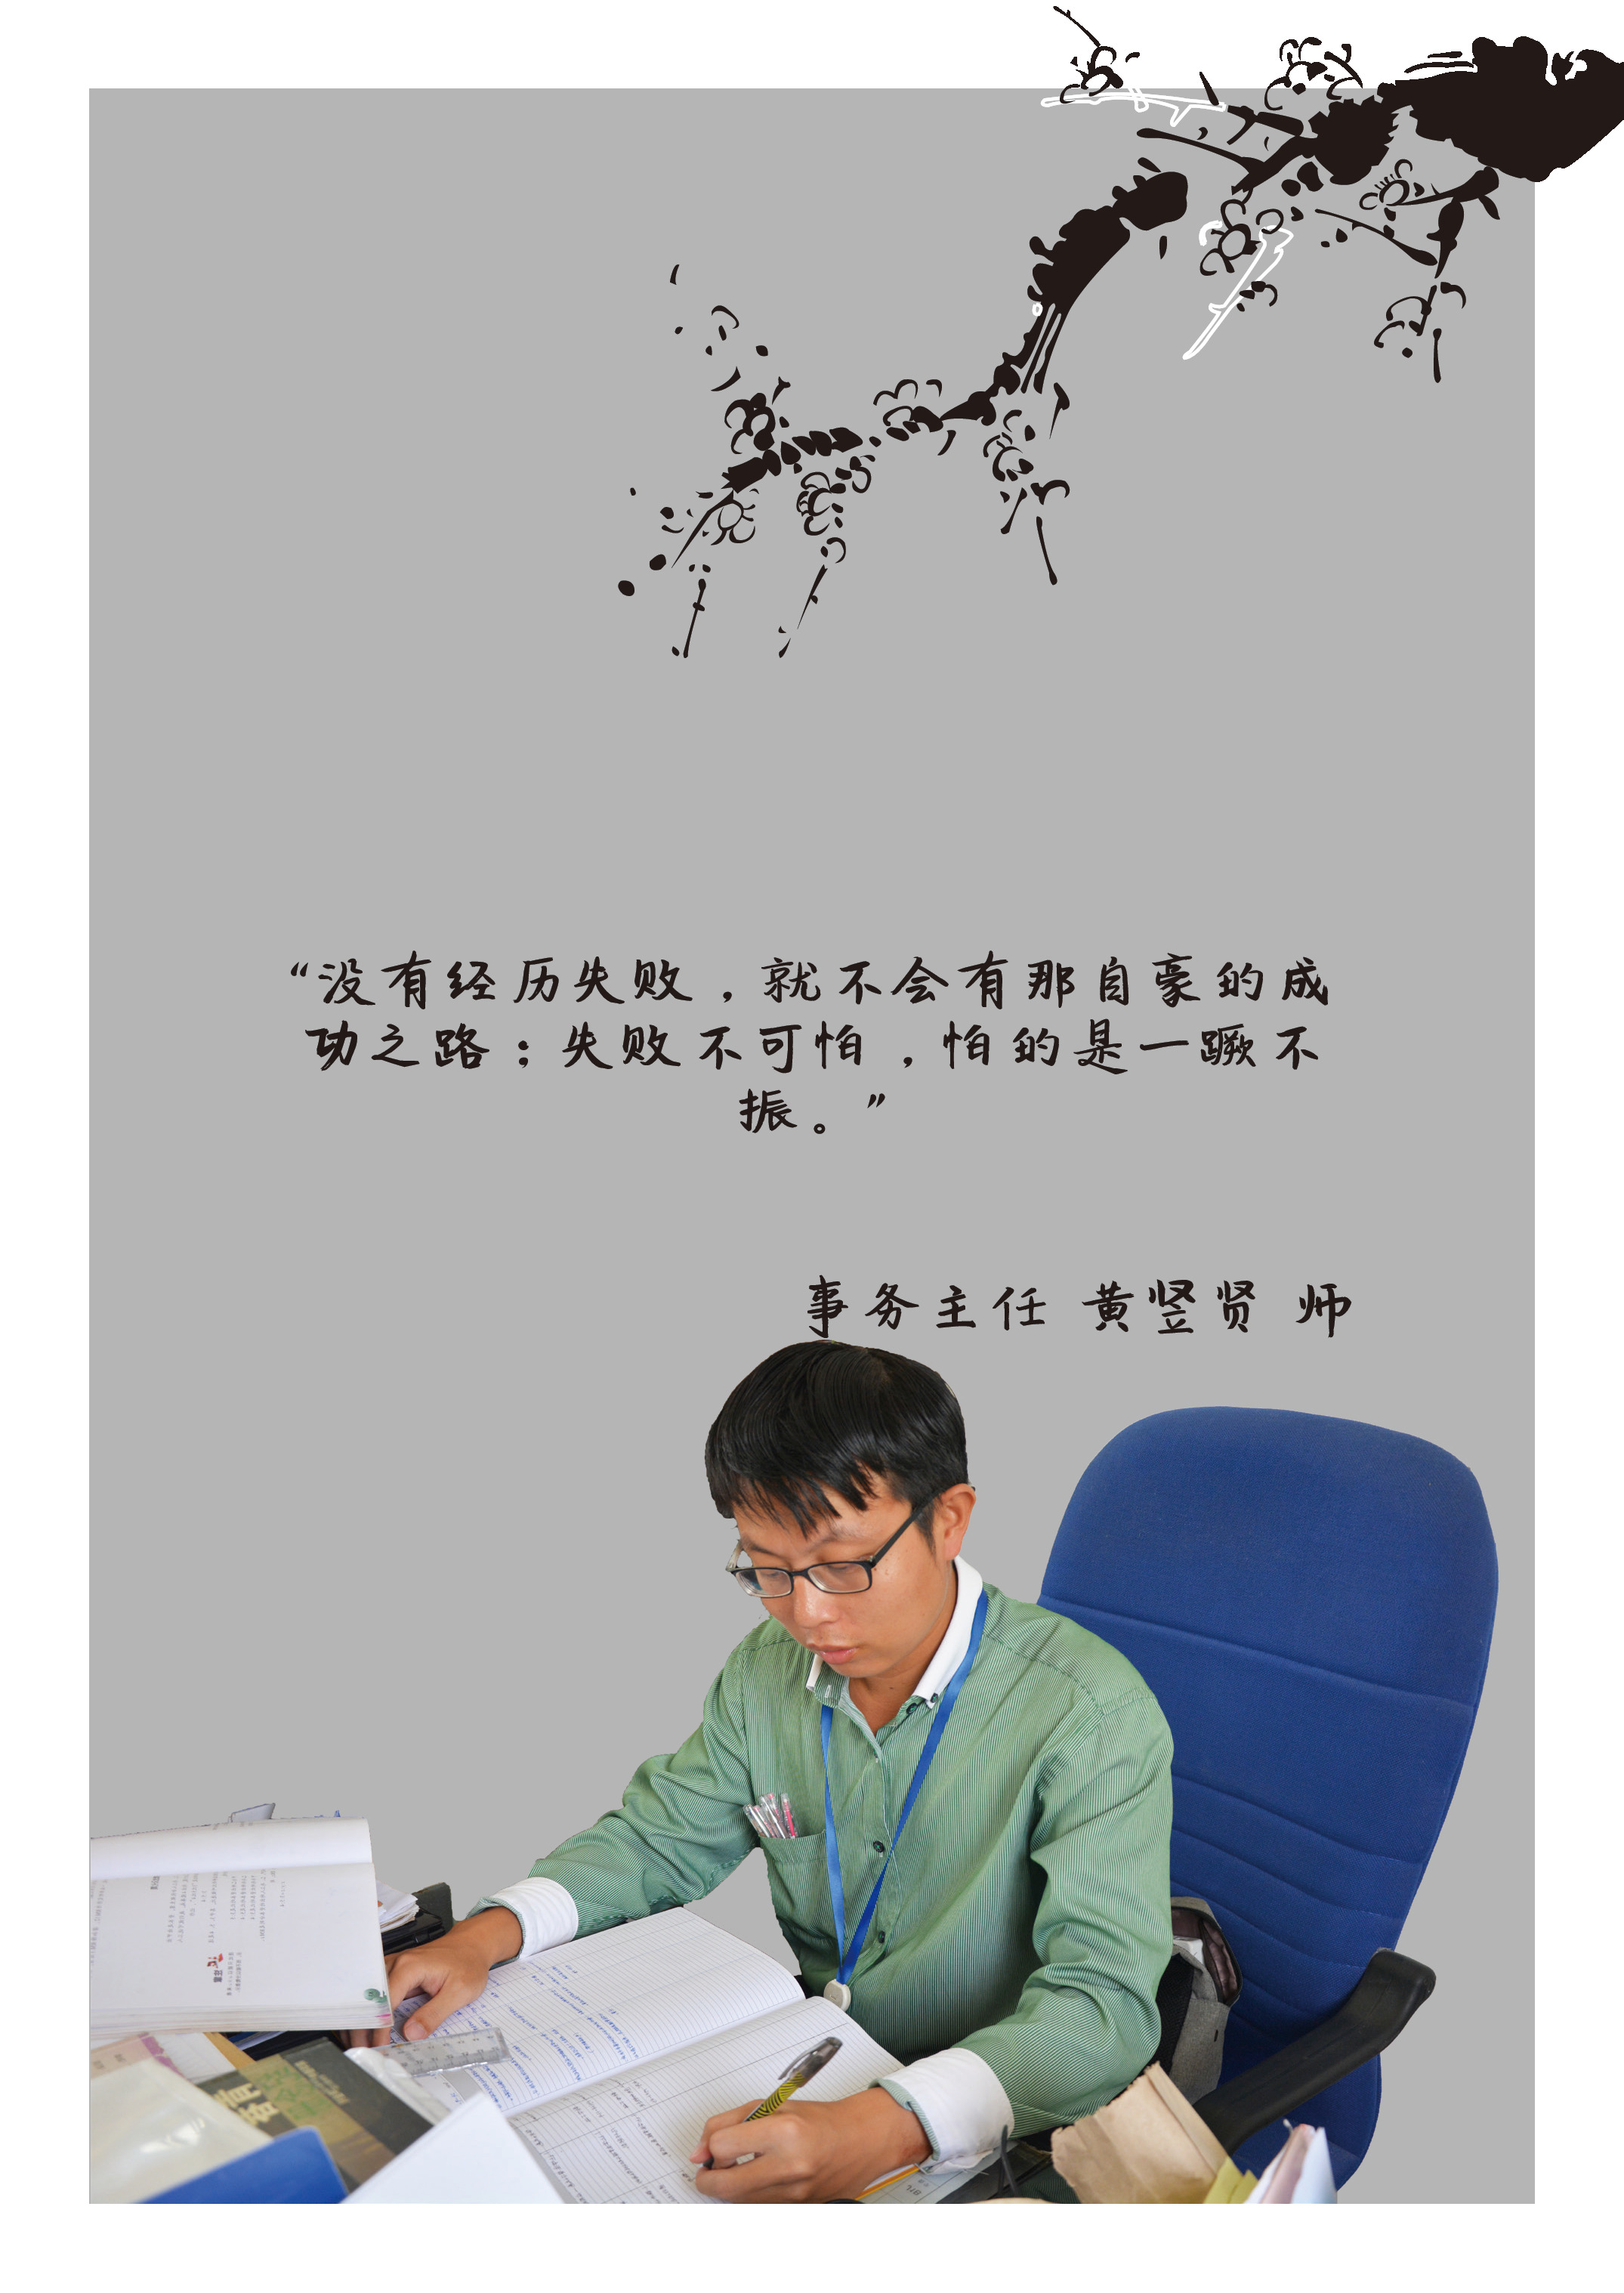 “没有经历失败，就不会有那自豪的成
功之路；失败不可怕，怕的是一蹶不
振。”
事务主任 黄竖贤 师